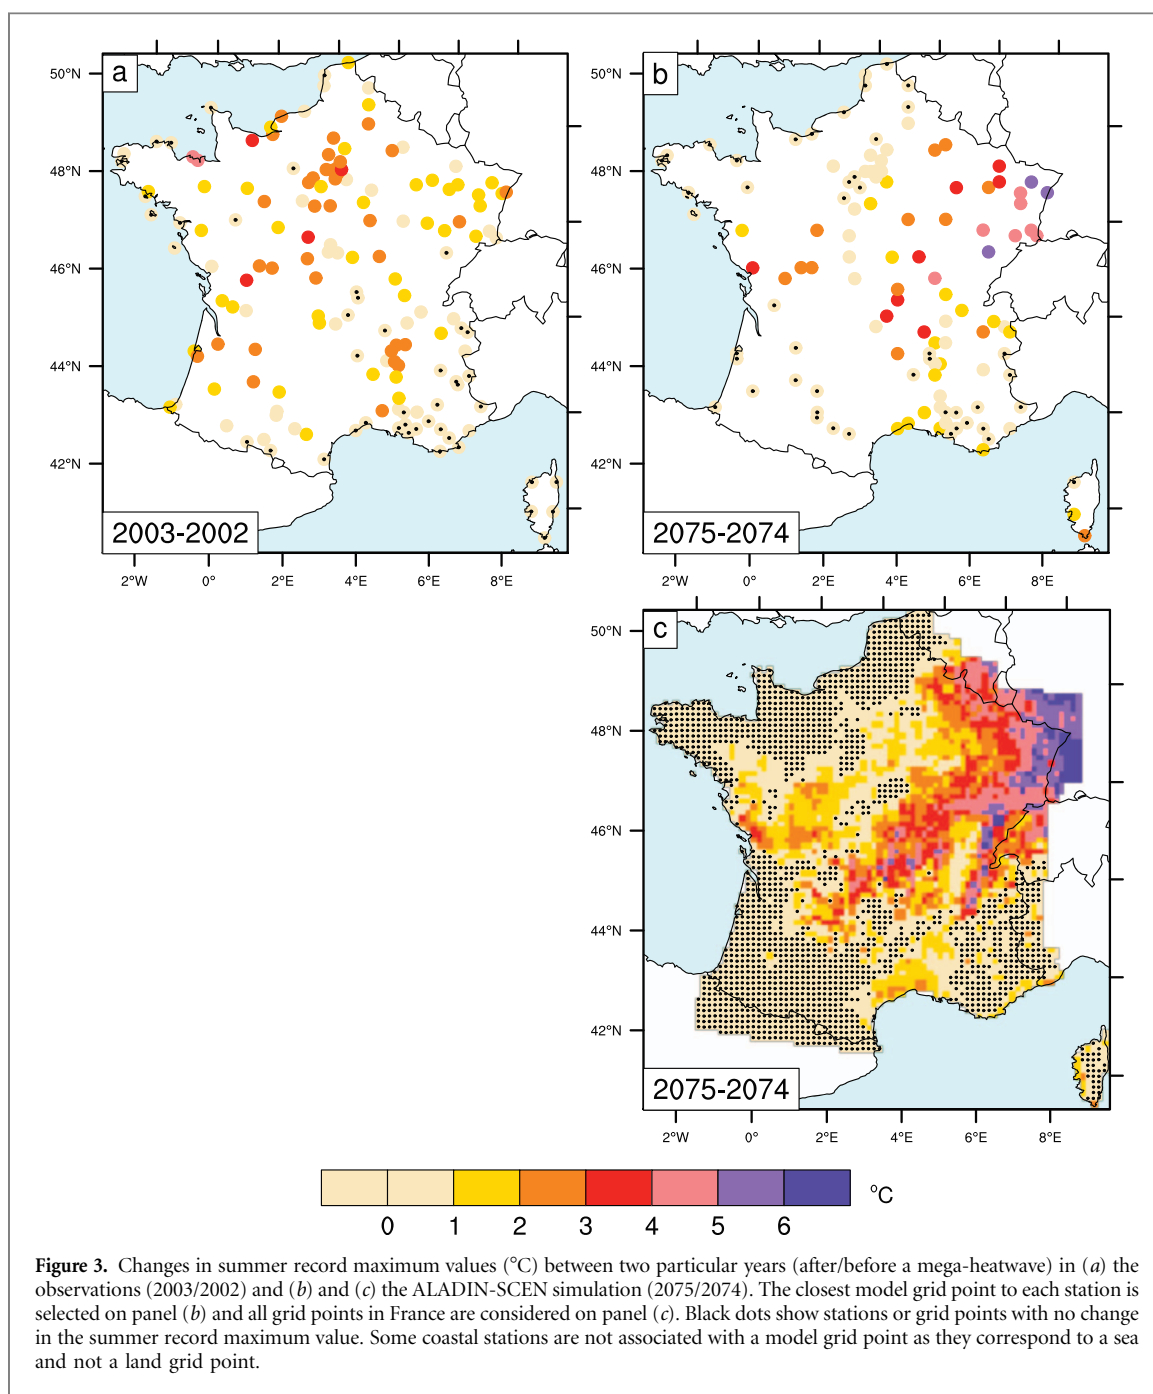 a
50°N
48°N
46°N
44°N
42°N
2003-2002
2°W 0° 2°E 4°E 6°E 8°E
b
50°N
48°N
46°N
44°N
42°N
2075-2074
2°W 0° 2°E 4°E 6°E 8°E
c
50°N
48°N
46°N
44°N
42°N
2075-2074
2°W 0° 2°E 4°E 6°E 8°E
0 1 2 3 4 5 6 °C
Figure 3. Changes in summer record maximum values (°C) between two particular years (after/before a mega-heatwave) in (a) the
observations (2003/2002) and (b) and (c) the ALADIN-SCEN simulation (2075/2074). The closest model grid point to each station is
selected on panel (b) and all grid points in France are considered on panel (c). Black dots show stations or grid points with no change
in the summer record maximum value. Some coastal stations are not associated with a model grid point as they correspond to a sea
and not a land grid point.